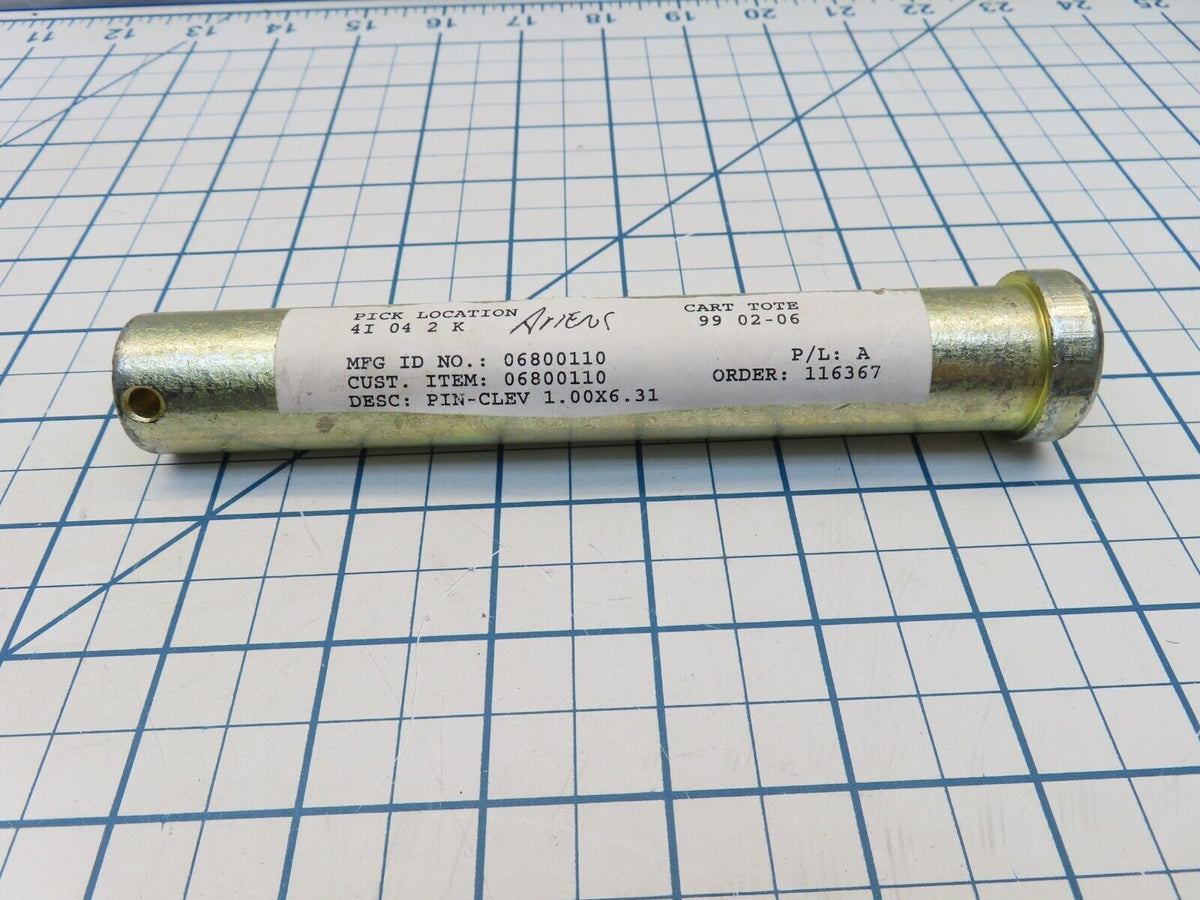 11 12 13 14 15 16 17 18 19 20 21 22 23 24 25
PICK LOCATION
4I 04 2 K
Ariens
CART TOTE
99 02-06
MFG ID NO.: 06800110
P/L: A
CUST. ITEM: 06800110
ORDER: 116367
DESC: PIN-CLEV 1.00X6.31